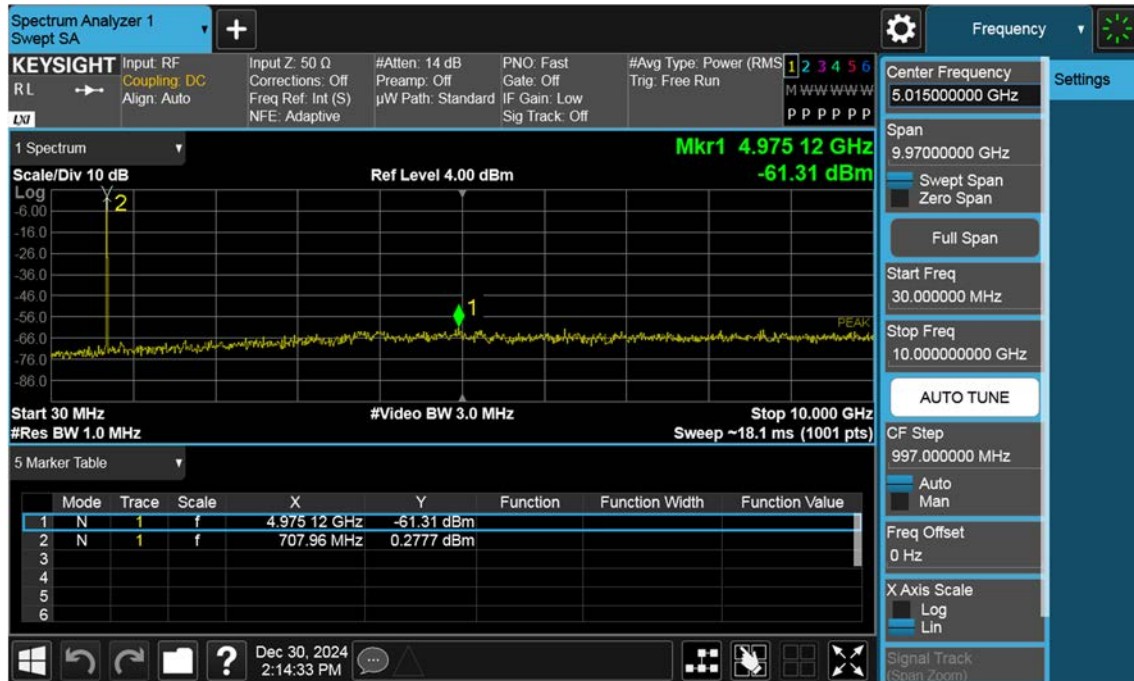 Spectrum Analyzer 1
Swept SA
+
Frequency
KEYSIGHT
RL
LXI
Input: RF
Coupling: DC
Align: Auto
Input Z: 50 Ω
Corrections: Off
Freq Ref: Int (S)
NFE: Adaptive
#Atten: 14 dB
Preamp: Off
µW Path: Standard
PNO: Fast
Gate: Off
IF Gain: Low
Sig Track: Off
#Avg Type: Power (RMS
Trig: Free Run
1 2 3 4 5 6
M W W W W W
P P P P P P
Center Frequency
5.015000000 GHz
Settings
1 Spectrum
Mkr1 4.975 12 GHz
-61.31 dBm
Scale/Div 10 dB
Ref Level 4.00 dBm
Log
-6.00
-16.0
-26.0
-36.0
-46.0
-56.0
-66.0
-76.0
-86.0
2
1
PEAK
Start 30 MHz
#Video BW 3.0 MHz
Stop 10.000 GHz
#Res BW 1.0 MHz
Sweep ~18.1 ms (1001 pts)
Span
9.97000000 GHz
Swept Span
Zero Span
Full Span
Start Freq
30.000000 MHz
Stop Freq
10.000000000 GHz
AUTO TUNE
CF Step
997.000000 MHz
Auto
Man
Freq Offset
0 Hz
X Axis Scale
Log
Lin
Signal Track
(Span Zoom)
5 Marker Table
Mode Trace Scale X Y Function Function Width Function Value
1 N 1 f 4.975 12 GHz -61.31 dBm
2 N 1 f 707.96 MHz 0.2777 dBm
3
4
5
6
?
Dec 30, 2024
2:14:33 PM